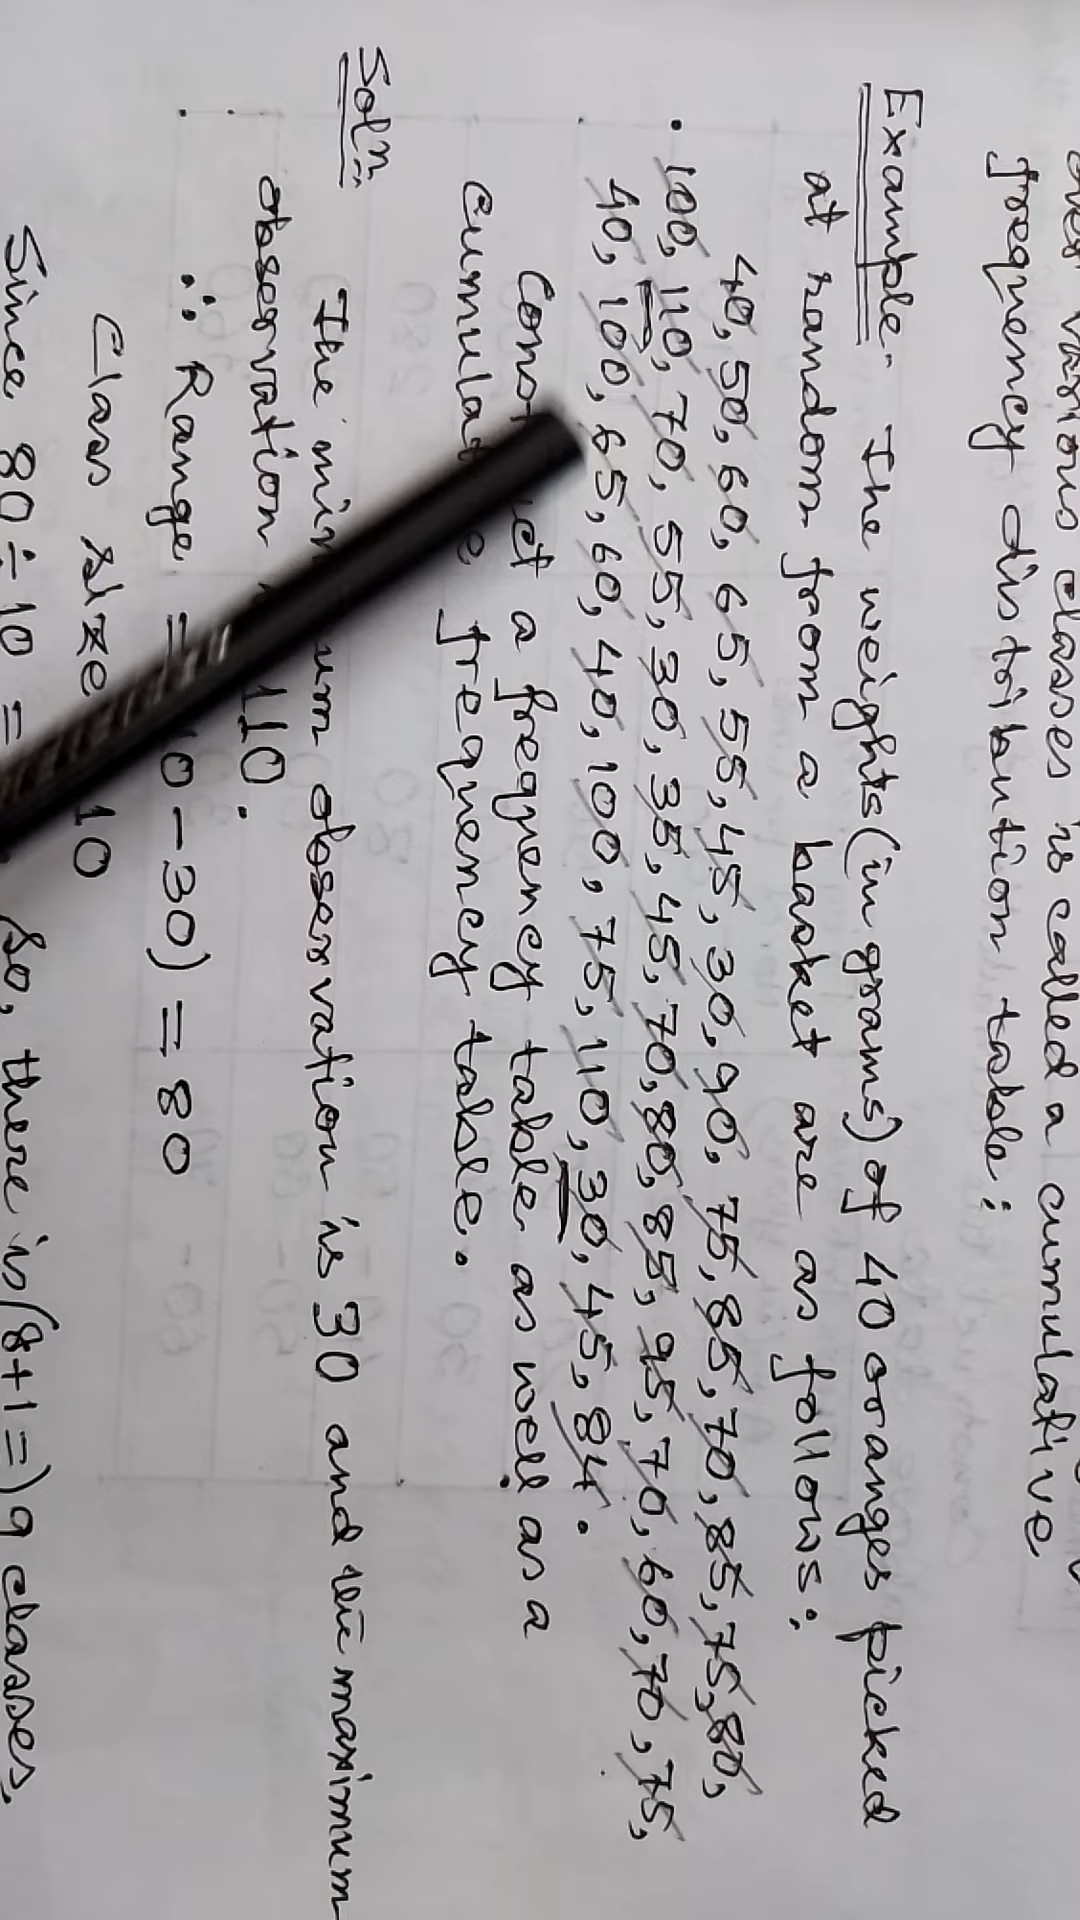 over various classes is called a cumulative
frequency distribution table:
Example- The weights (in grams) of 40 oranges picked
at random from a basket are as follows:
40, 50, 60, 65, 55, 45, 30, 90, 75, 85, 70, 85, 75, 80,
100, 110, 70, 55, 30, 35, 45, 70, 80, 85, 95, 70, 60, 70, 75,
40, 100, 65, 60, 40, 100, 75, 110, 30, 45, 84.
a frequency table as well as a
frequency table.
Soln
The observation is 30 and the maximum
observation 110.
∴ Range = -30) = 80
Class size 10
Since 80÷10 = So, there is (8+1=) 9 classes.